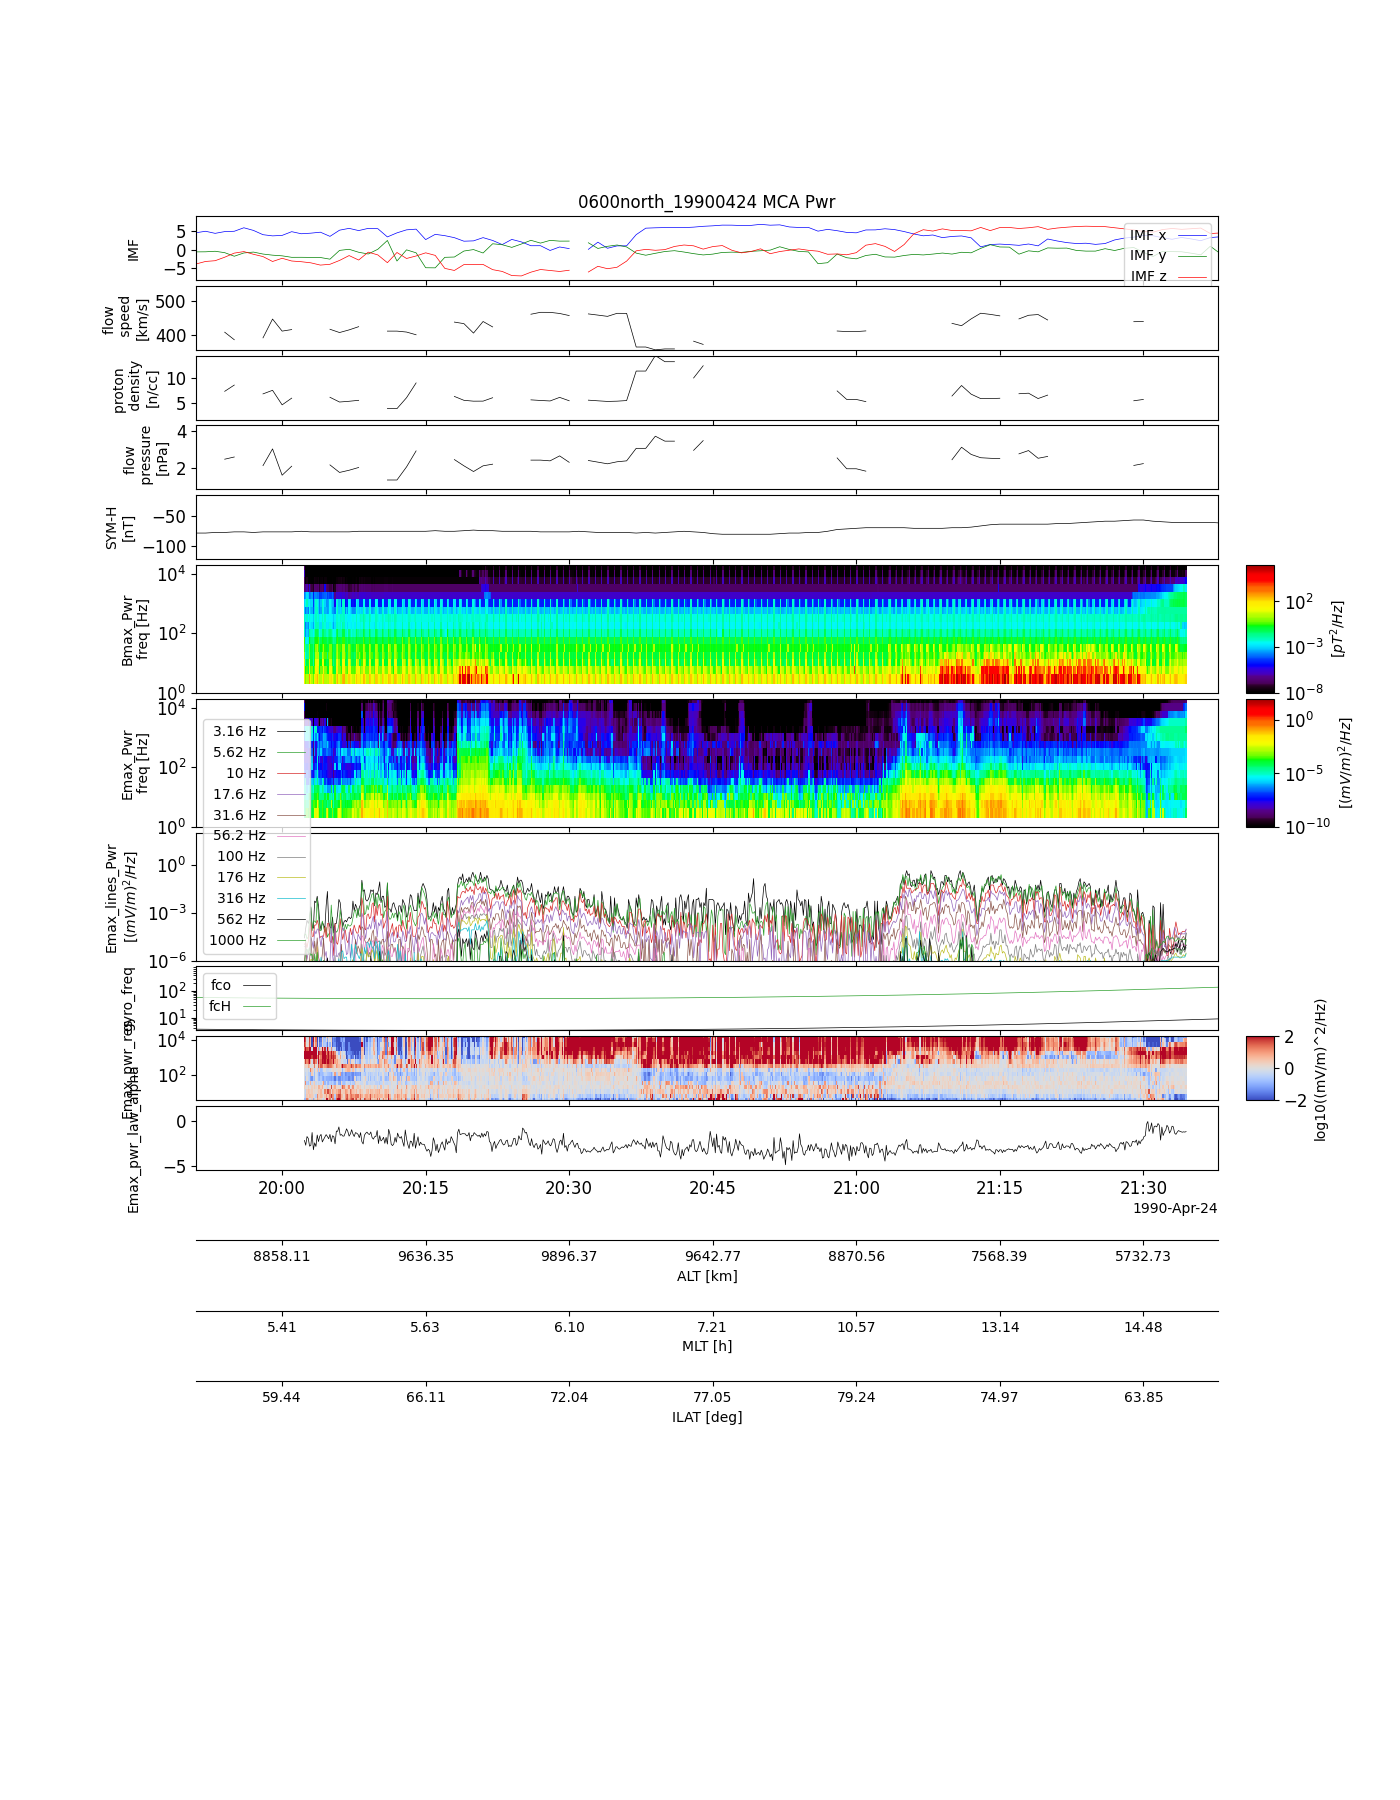 0600north_19900424 MCA Pwr
IMF
5
0
−5
IMF x
IMF y
IMF z
flow
speed
[km/s]
500
400
proton
density
[n/cc]
10
5
flow
pressure
[nPa]
4
2
SYM-H
[nT]
−50
−100
Bmax_Pwr
freq [Hz]
10^4
10^2
10^0
10^2
10^−3
10^−8
[pT^2/Hz]
Emax_Pwr
freq [Hz]
10^4
10^2
10^0
10^0
10^−5
10^−10
[(mV/m)^2/Hz]
3.16 Hz
5.62 Hz
10 Hz
17.6 Hz
31.6 Hz
56.2 Hz
100 Hz
176 Hz
316 Hz
562 Hz
1000 Hz
Emax_lines_Pwr
[(mV/m)^2/Hz]
10^0
10^−3
10^−6
gyro_freq
10^2
10^1
fco
fcH
Emax_pwr_reg
10^4
10^2
2
0
−2
log10((mV/m)^2/Hz)
Emax_pwr_law_alpha
0
−5
20:00 20:15 20:30 20:45 21:00 21:15 21:30
1990-Apr-24
8858.11 9636.35 9896.37 9642.77 8870.56 7568.39 5732.73
ALT [km]
5.41 5.63 6.10 7.21 10.57 13.14 14.48
MLT [h]
59.44 66.11 72.04 77.05 79.24 74.97 63.85
ILAT [deg]